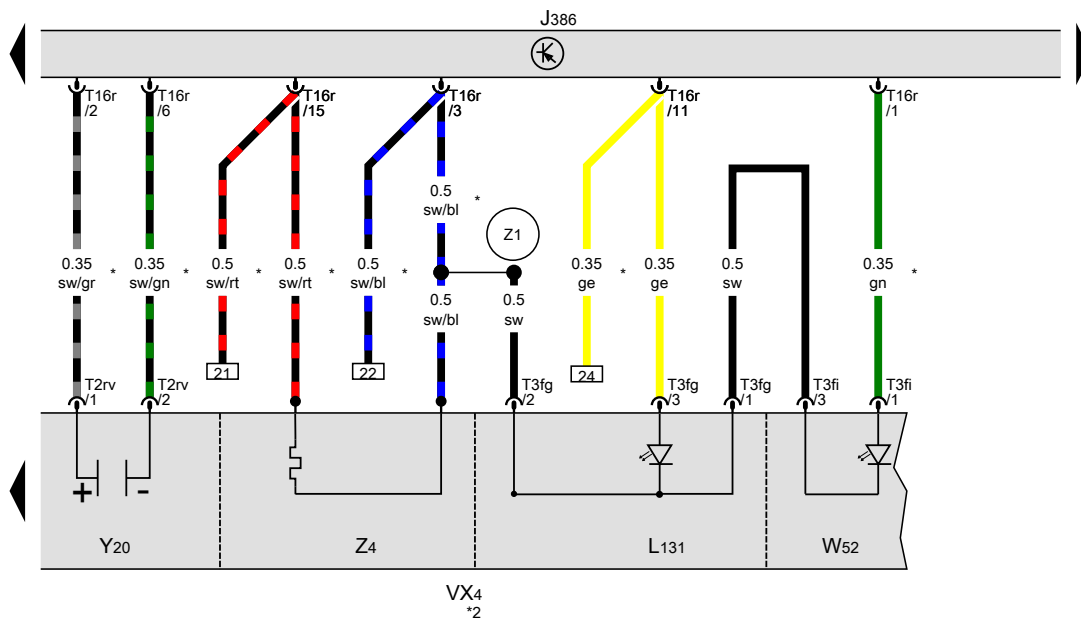 J386
T16r
/2
T16r
/6
T16r
/15
T16r
/3
T16r
/11
T16r
/1
0.5
sw/bl
*
Z1
0.35
sw/gr
*
0.35
sw/gn
*
0.5
sw/rt
*
0.5
sw/rt
*
0.5
sw/bl
*
0.35
ge
*
0.35
ge
0.5
sw
0.35
gn
*
0.5
sw/bl
0.5
sw
21
22
24
T2rv
/1
T2rv
/2
T3fg
/2
T3fg
/3
T3fg
/1
T3fi
/3
T3fi
/1
+
-
Y20
Z4
L131
W52
VX4
*2